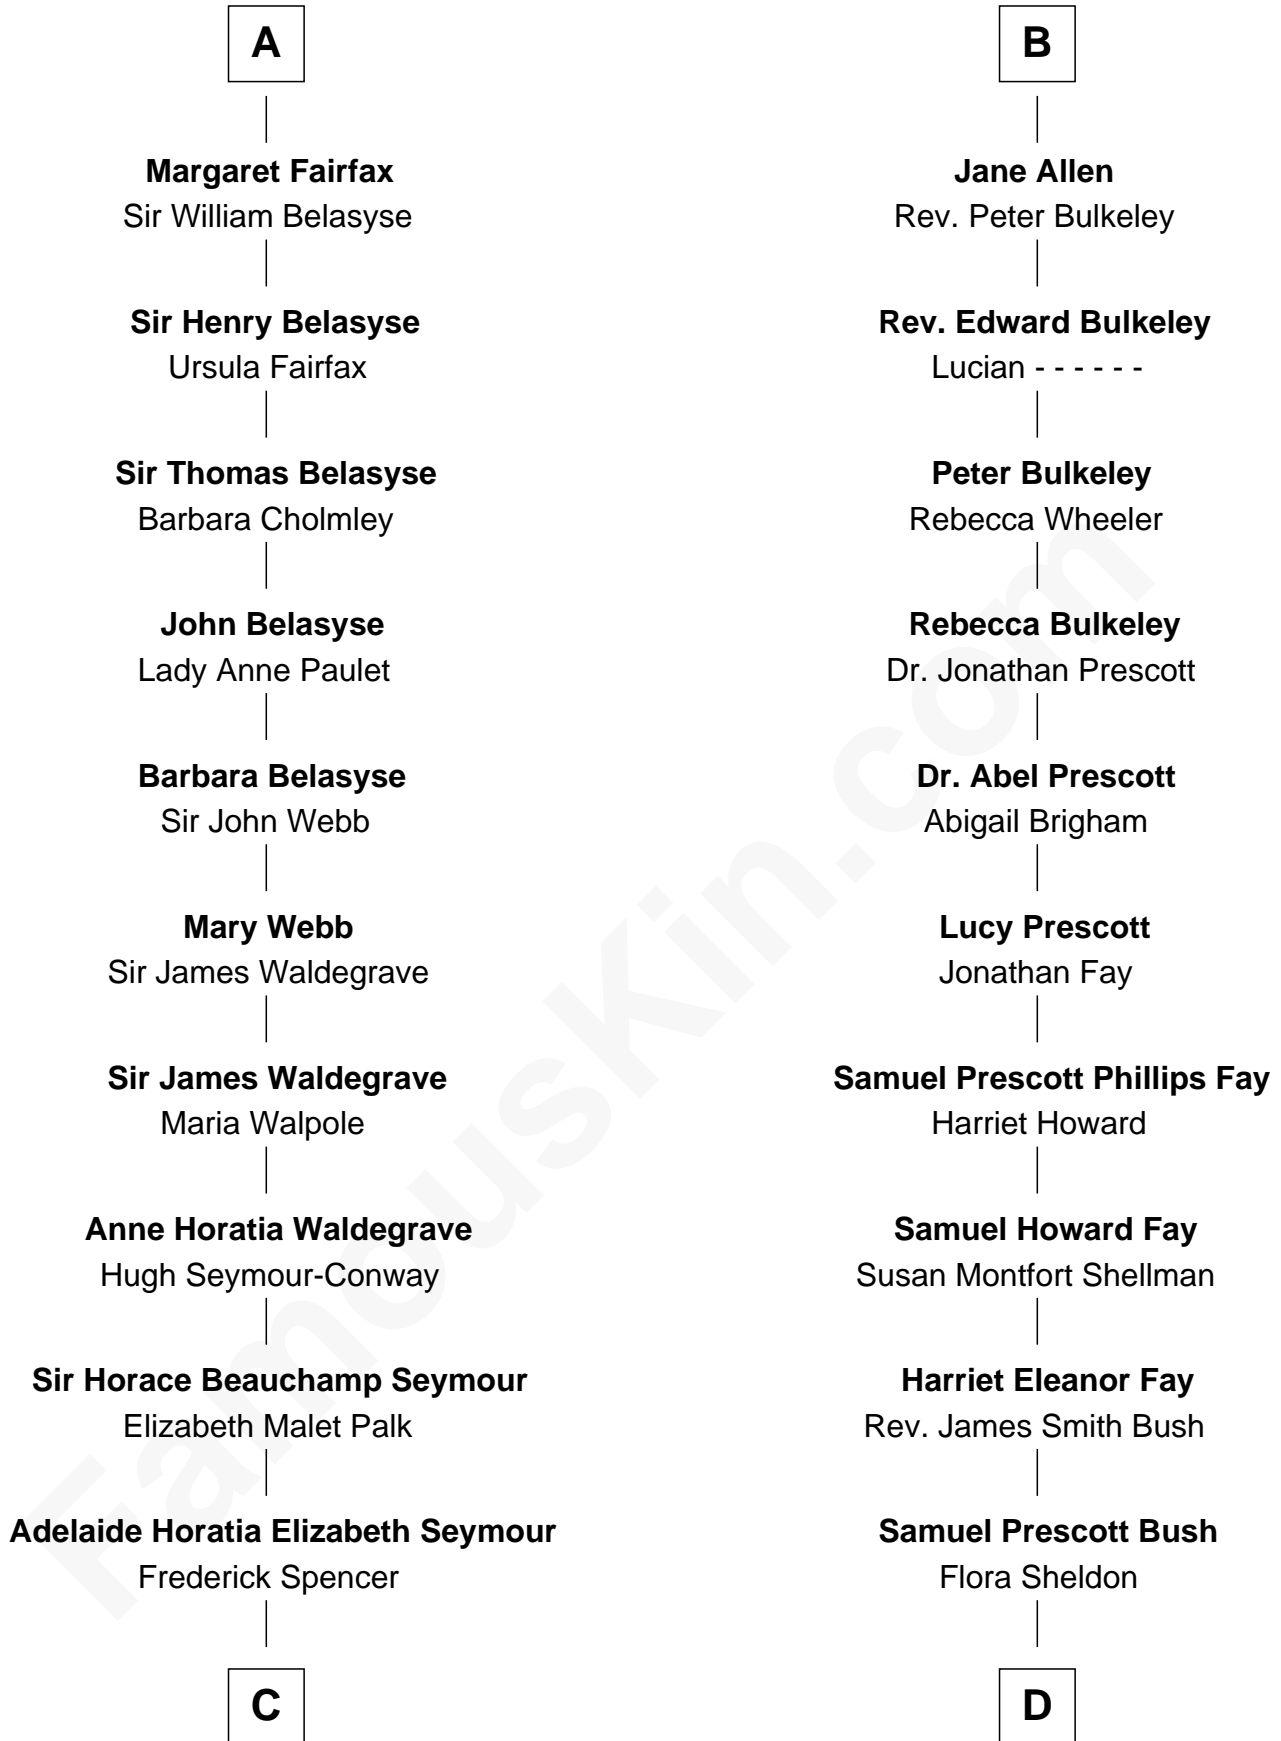 A
Margaret Fairfax
Sir William Belasyse
Sir Henry Belasyse
Ursula Fairfax
Sir Thomas Belasyse
Barbara Cholmley
John Belasyse
Lady Anne Paulet
Barbara Belasyse
Sir John Webb
Mary Webb
Sir James Waldegrave
Sir James Waldegrave
Maria Walpole
Anne Horatia Waldegrave
Hugh Seymour-Conway
Sir Horace Beauchamp Seymour
Elizabeth Malet Palk
Adelaide Horatia Elizabeth Seymour
Frederick Spencer
C
B
Jane Allen
Rev. Peter Bulkeley
Rev. Edward Bulkeley
Lucian - - - - - -
Peter Bulkeley
Rebecca Wheeler
Rebecca Bulkeley
Dr. Jonathan Prescott
Dr. Abel Prescott
Abigail Brigham
Lucy Prescott
Jonathan Fay
Samuel Prescott Phillips Fay
Harriet Howard
Samuel Howard Fay
Susan Montfort Shellman
Harriet Eleanor Fay
Rev. James Smith Bush
Samuel Prescott Bush
Flora Sheldon
D
FamousKin.com